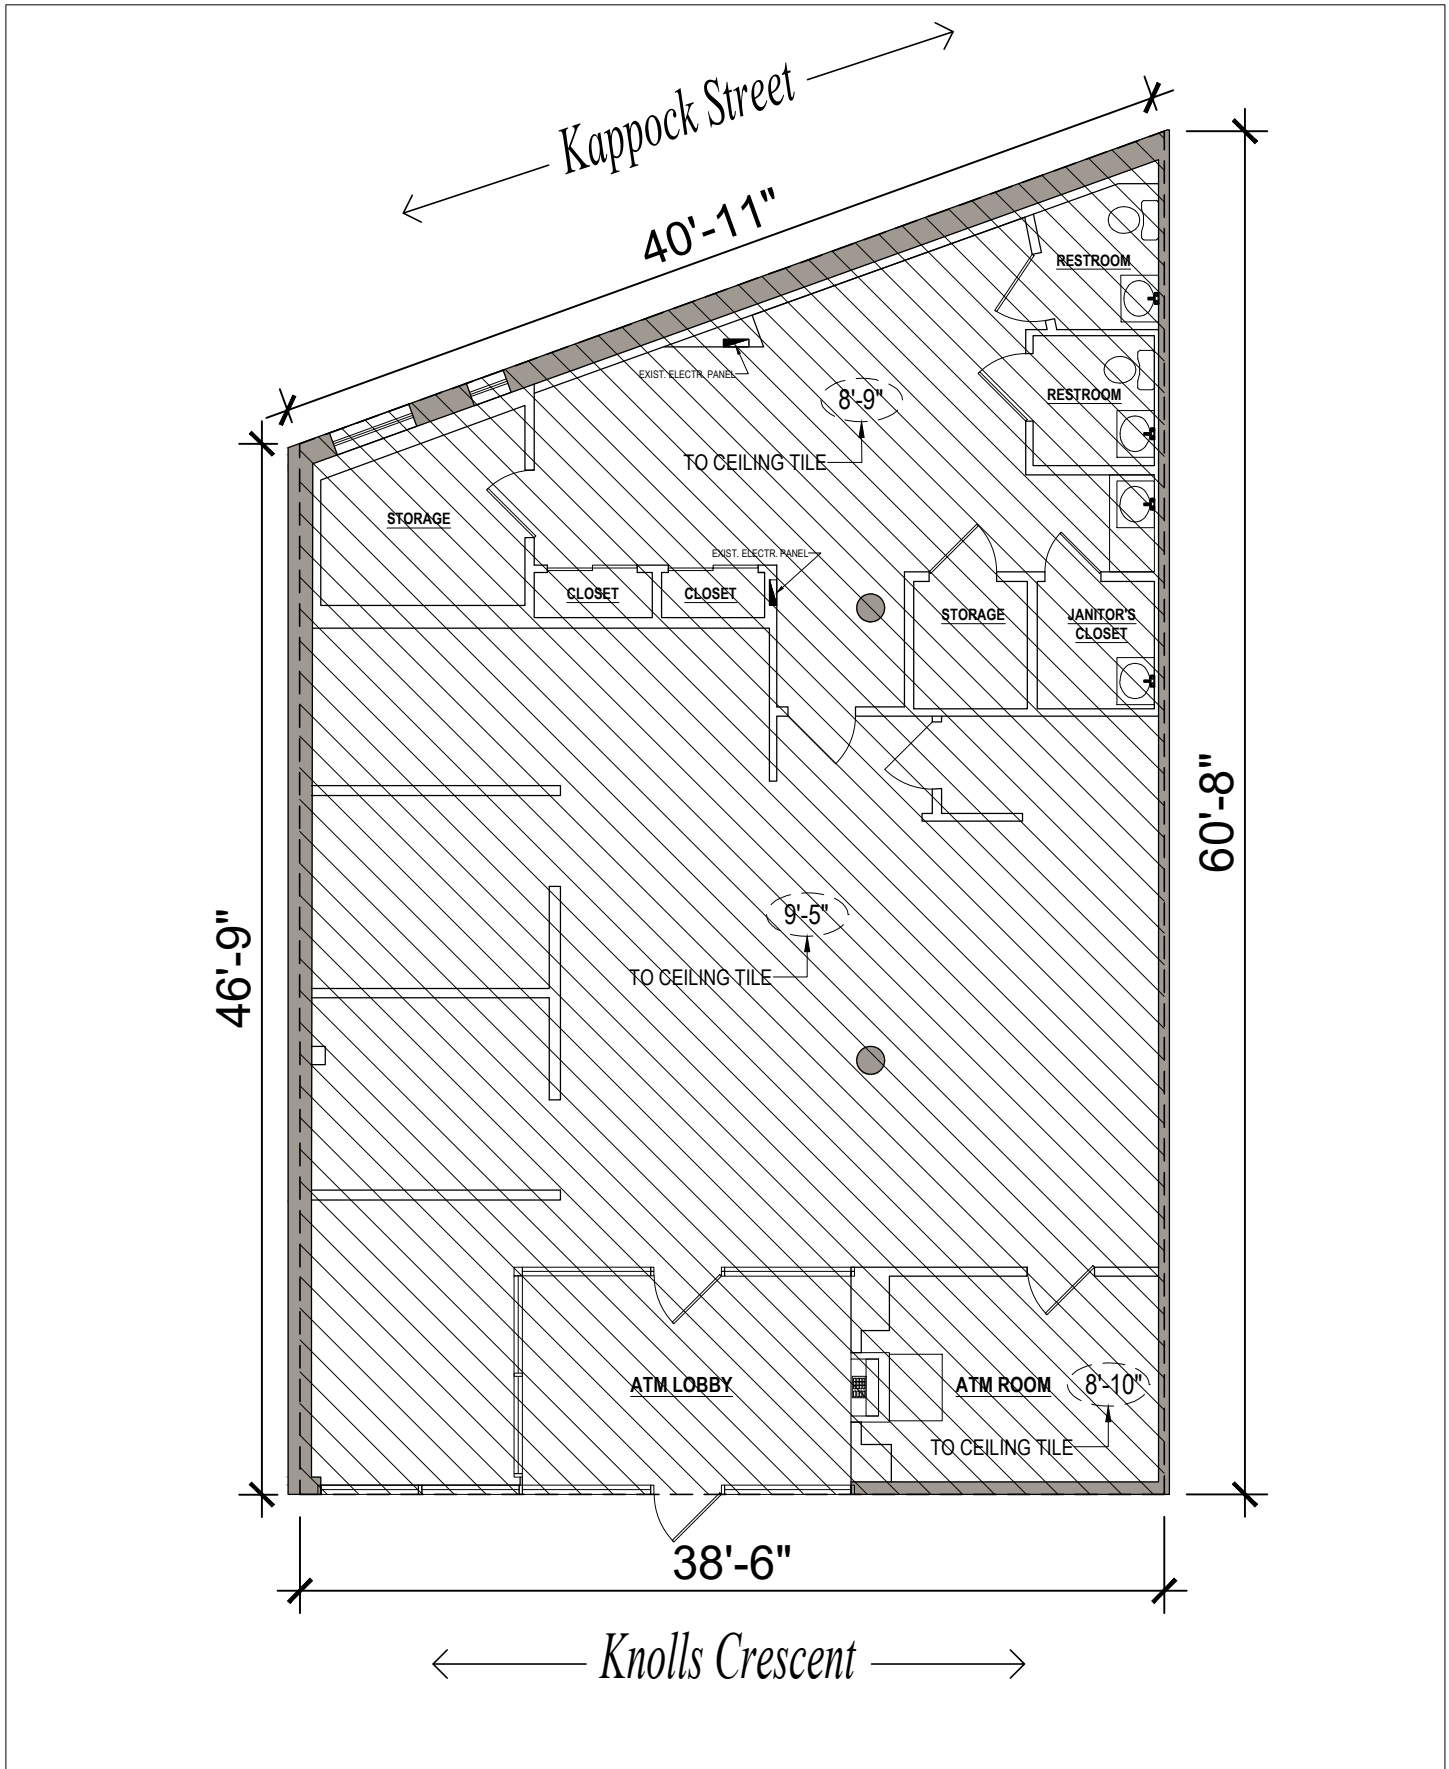 Kappock Street
40'-11"
RESTROOM
EXIST. ELECTR. PANEL
8'-9"
RESTROOM
TO CEILING TILE
STORAGE
EXIST. ELECTR. PANEL
CLOSET
CLOSET
STORAGE
JANITOR'S
CLOSET
60'-8"
46'-9"
9'-5"
TO CEILING TILE
ATM LOBBY
ATM ROOM
8'-10"
TO CEILING TILE
38'-6"
Knolls Crescent